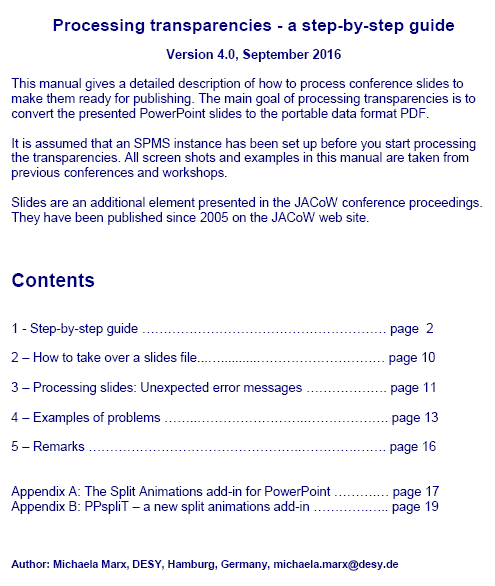 Processing transparencies - a step-by-step guide
Version 4.0, September 2016
This manual gives a detailed description of how to process conference slides to
make them ready for publishing. The main goal of processing transparencies is to
convert the presented PowerPoint slides to the portable data format PDF.
It is assumed that an SPMS instance has been set up before you start processing
the transparencies. All screen shots and examples in this manual are taken from
previous conferences and workshops.
Slides are an additional element presented in the JACoW conference proceedings.
They have been published since 2005 on the JACoW web site.
Contents
1 - Step-by-step guide ………………………………………………… page 2
2 – How to take over a slides file...…..........………………………… page 10
3 – Processing slides: Unexpected error messages ………………. page 11
4 – Examples of problems ……..……………………..………………. page 13
5 – Remarks …………………………………………..………….……. page 16
Appendix A: The Split Animations add-in for PowerPoint ……….… page 17
Appendix B: PPspliT – a new split animations add-in ………….….. page 19
Author: Michaela Marx, DESY, Hamburg, Germany, michaela.marx@desy.de